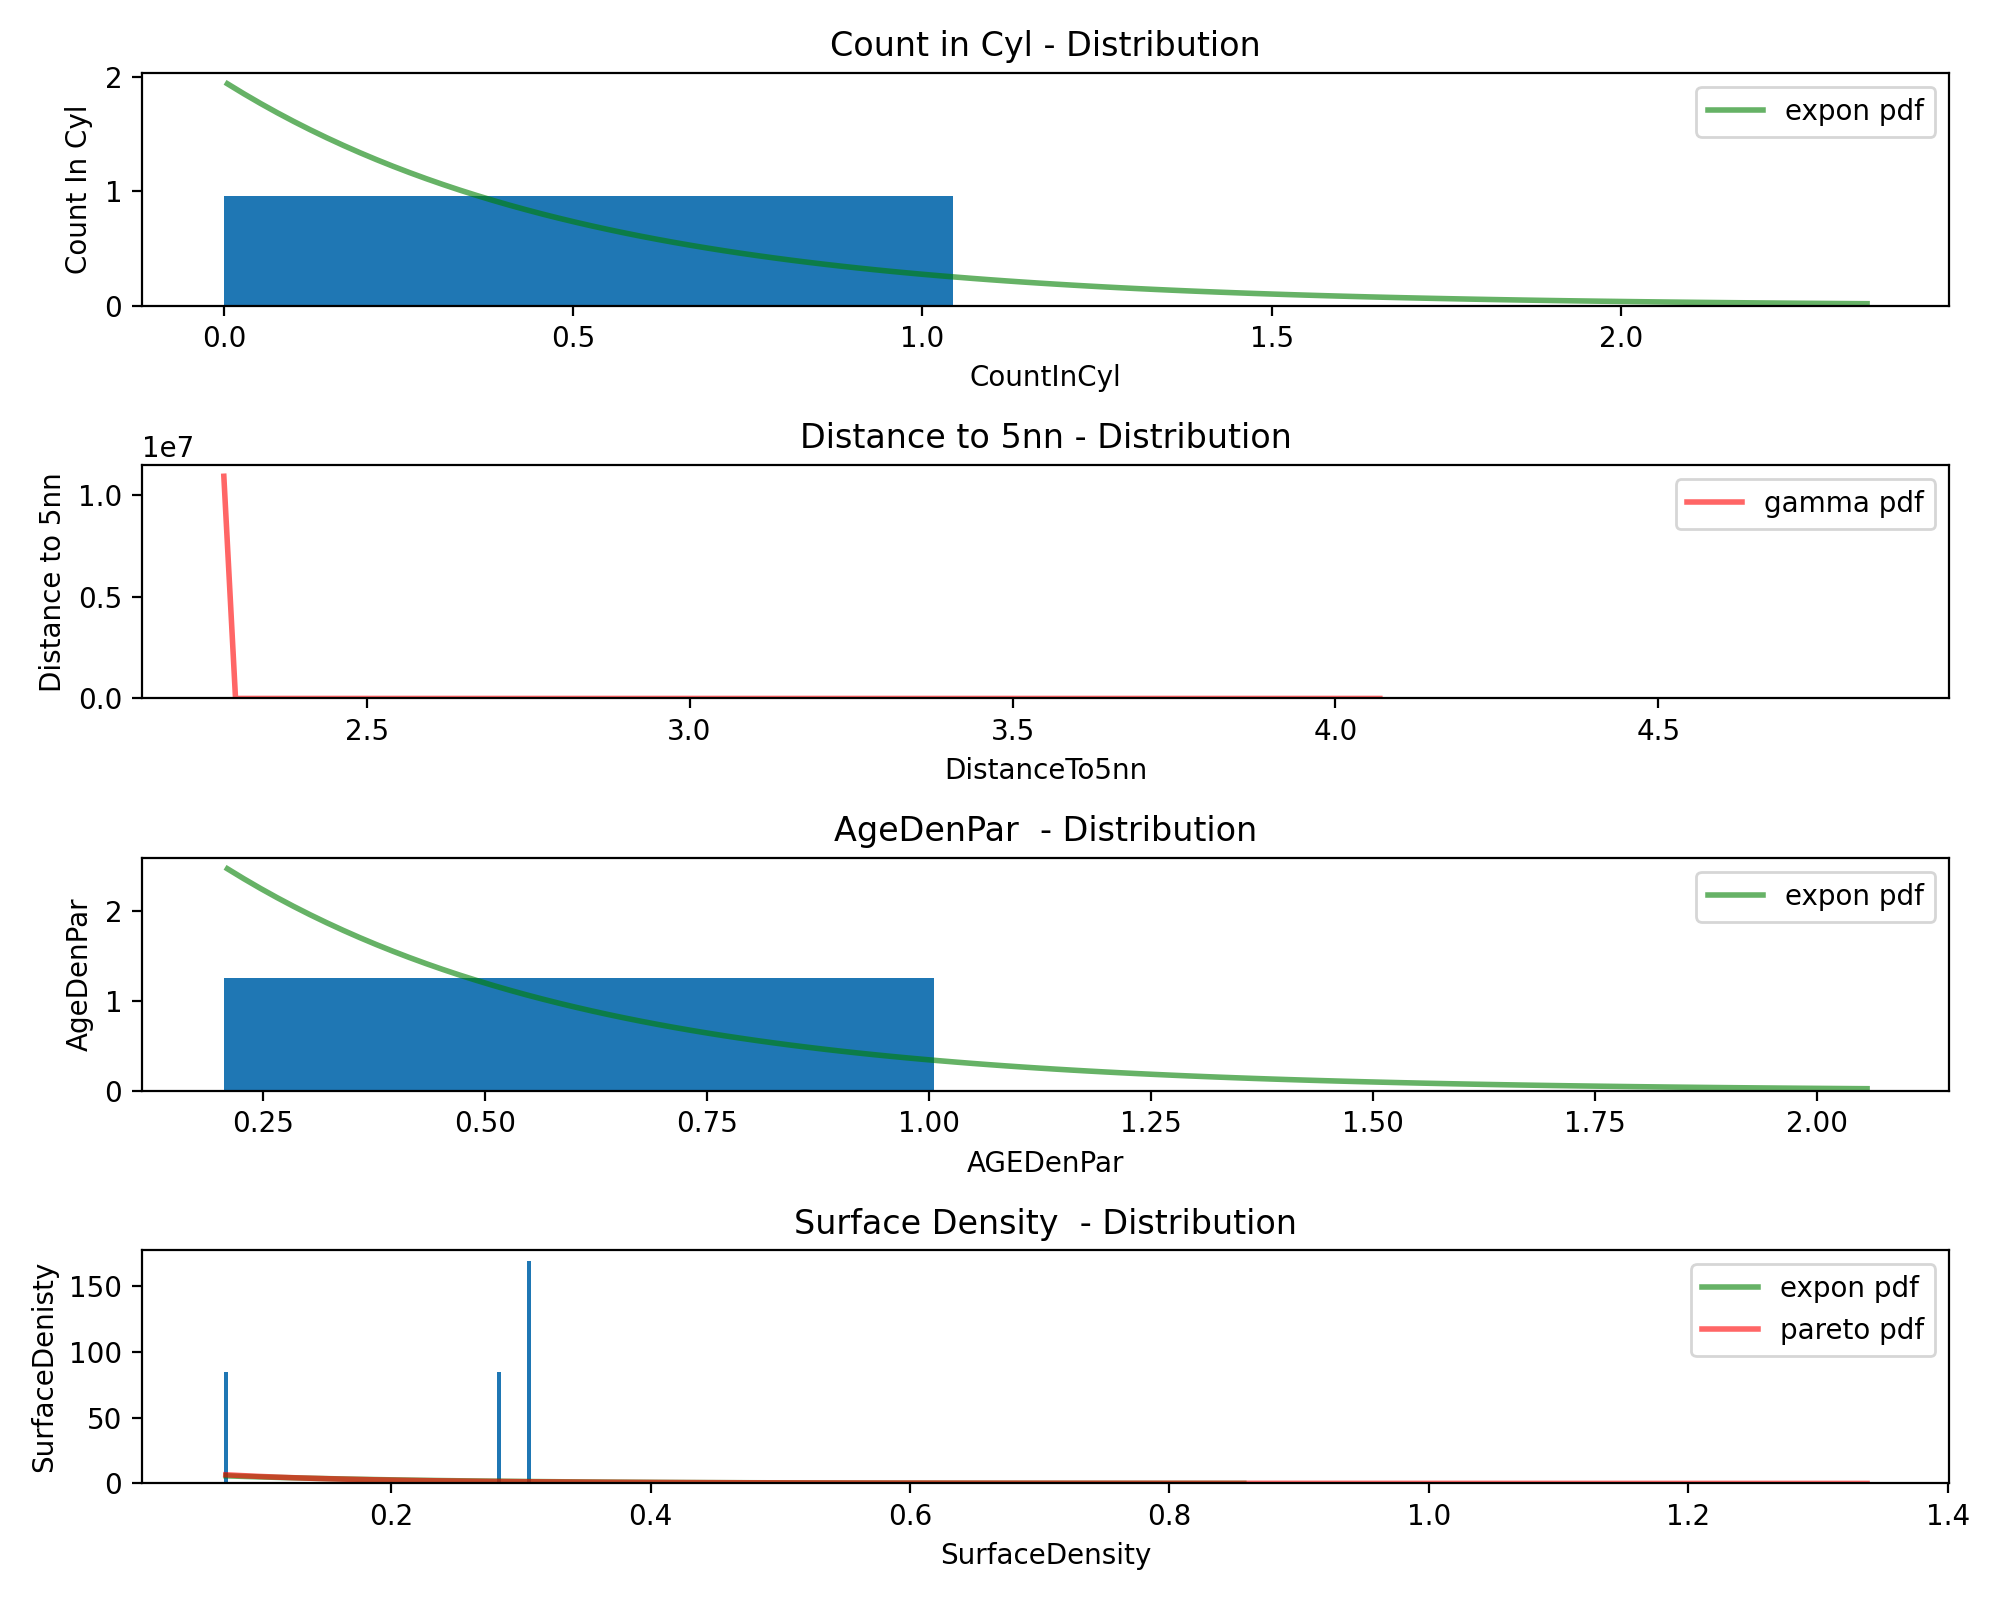 Count in Cyl - Distribution
Count In Cyl
2
1
0
expon pdf
0.0 0.5 1.0 1.5 2.0
CountInCyl
Distance to 5nn - Distribution
1e7
Distance to 5nn
1.0
0.5
0.0
gamma pdf
2.5 3.0 3.5 4.0 4.5
DistanceTo5nn
AgeDenPar - Distribution
AgeDenPar
2
1
0
expon pdf
0.25 0.50 0.75 1.00 1.25 1.50 1.75 2.00
AGEDenPar
Surface Density - Distribution
SurfaceDenisty
150
100
50
0
expon pdf
pareto pdf
0.2 0.4 0.6 0.8 1.0 1.2 1.4
SurfaceDensity